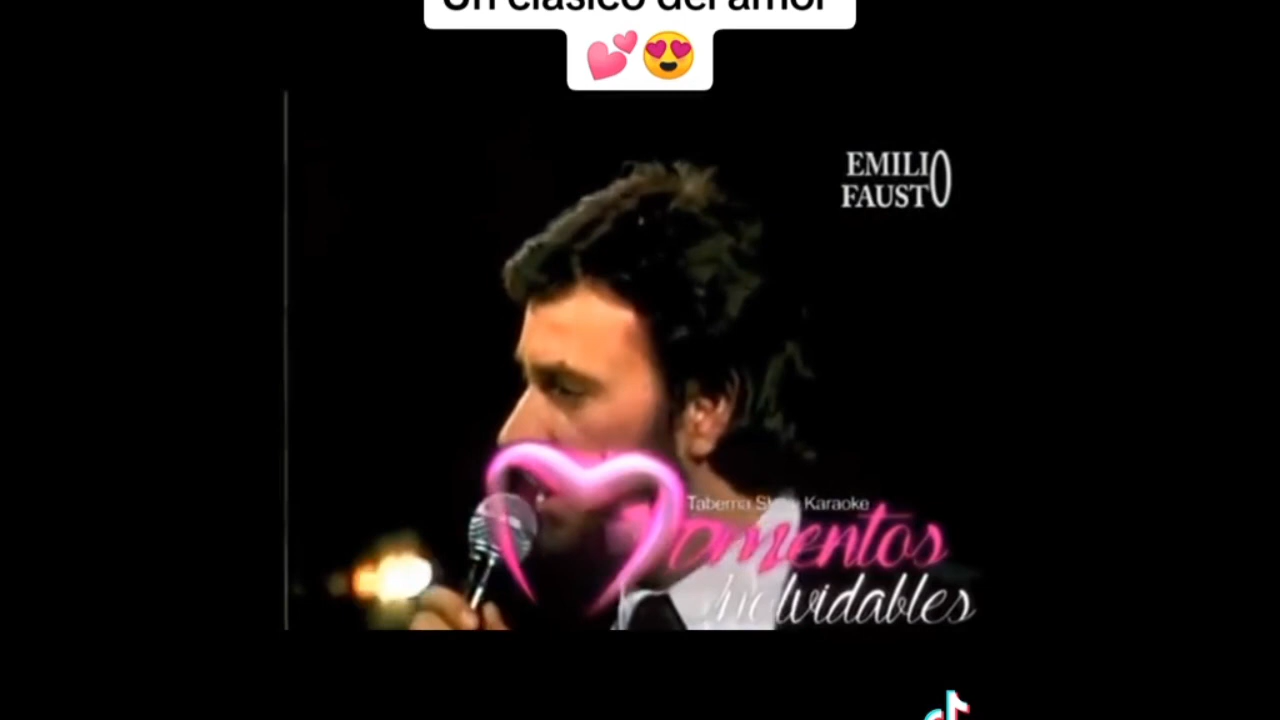 Un clásico del amor
💕😍
EMILIO
FAUSTO
Taberna Show Karaoke
Momentos
Inolvidables